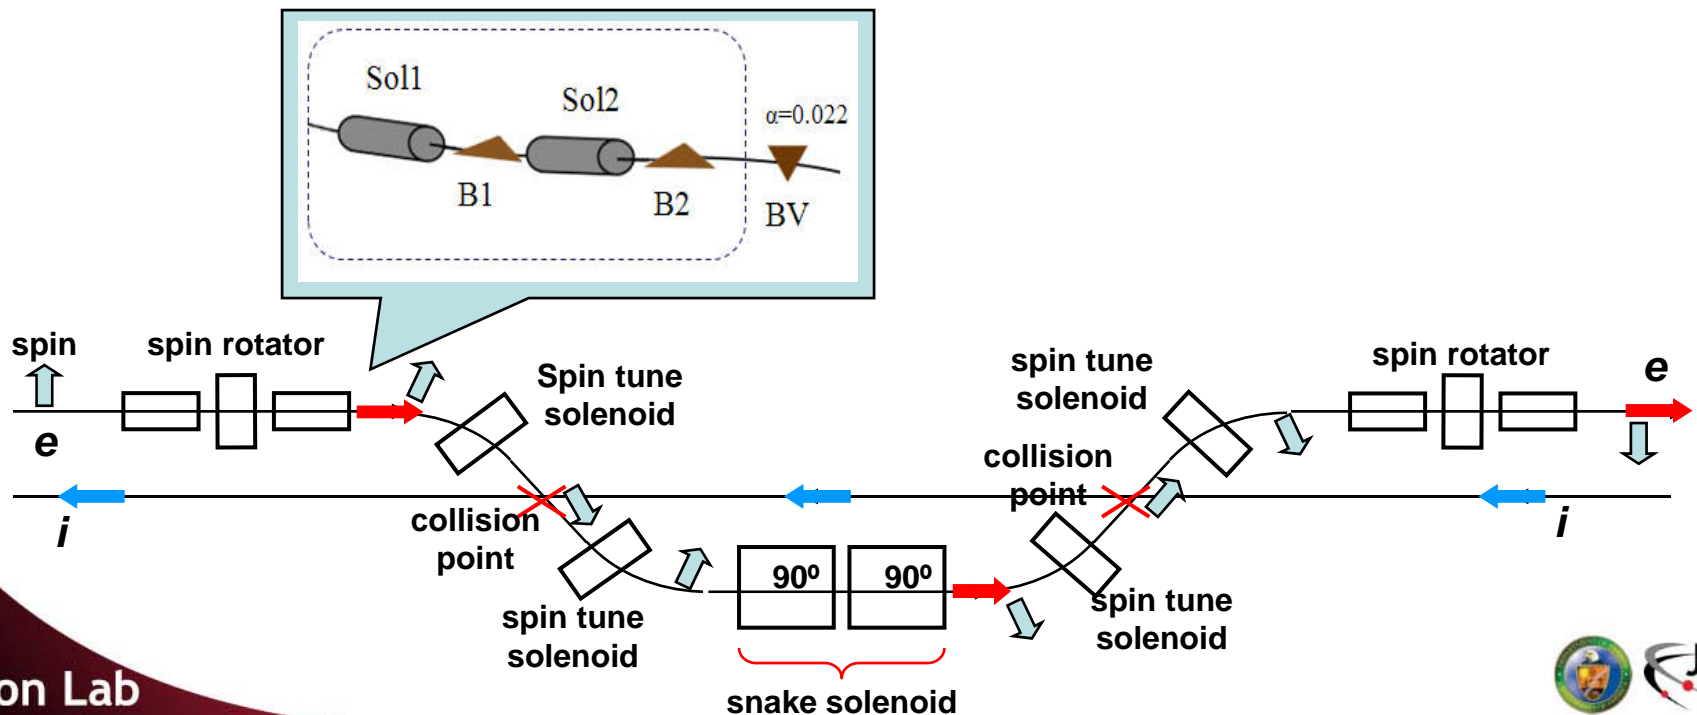 Sol1
Sol2
α=0.022
B1
B2
BV
spin
spin rotator
e
Spin tune
solenoid
spin tune
solenoid
spin rotator
e
i
collision
point
spin tune
solenoid
90º
90º
snake solenoid
collision
point
spin tune
solenoid
i
on Lab
J